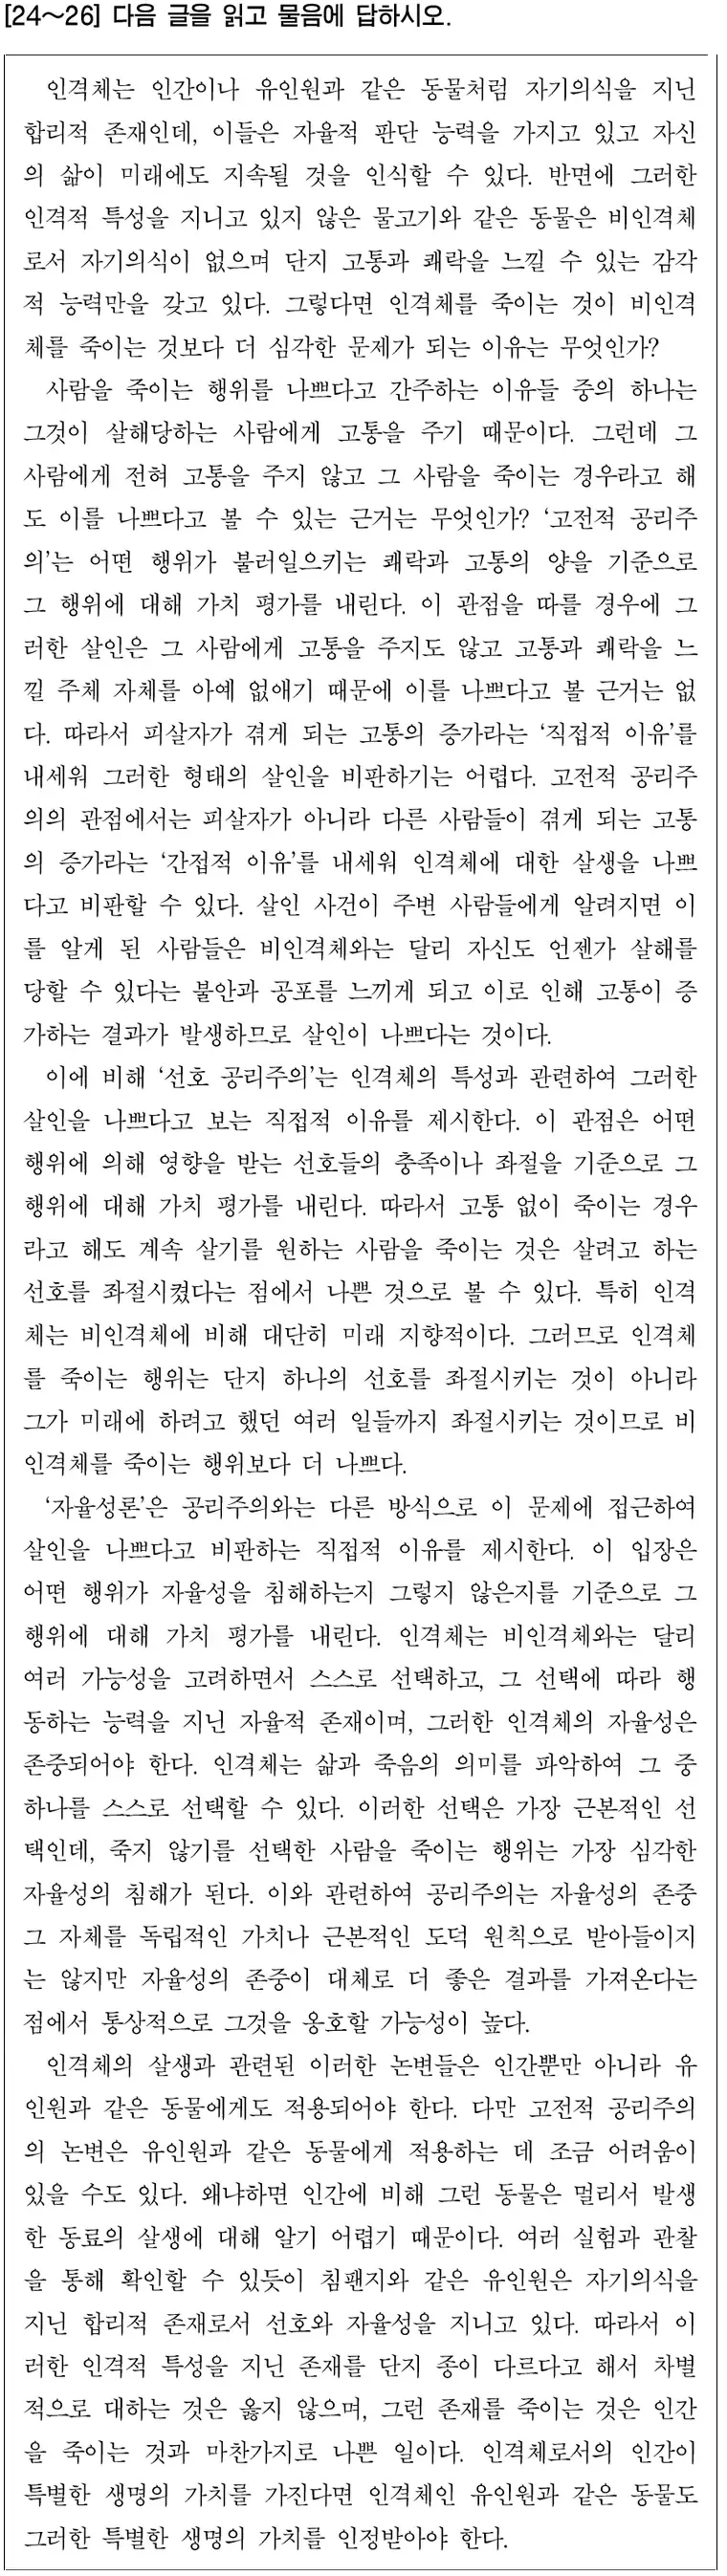 [24～26] 다음 글을 읽고 물음에 답하시오.
인격체는 인간이나 유인원과 같은 동물처럼 자기의식을 지닌
합리적 존재인데, 이들은 자율적 판단 능력을 가지고 있고 자신
의 삶이 미래에도 지속될 것을 인식할 수 있다. 반면에 그러한
인격적 특성을 지니고 있지 않은 물고기와 같은 동물은 비인격체
로서 자기의식이 없으며 단지 고통과 쾌락을 느낄 수 있는 감각
적 능력만을 갖고 있다. 그렇다면 인격체를 죽이는 것이 비인격
체를 죽이는 것보다 더 심각한 문제가 되는 이유는 무엇인가?
사람을 죽이는 행위를 나쁘다고 간주하는 이유들 중의 하나는
그것이 살해당하는 사람에게 고통을 주기 때문이다. 그런데 그
사람에게 전혀 고통을 주지 않고 그 사람을 죽이는 경우라고 해
도 이를 나쁘다고 볼 수 있는 근거는 무엇인가? ‘고전적 공리주
의’는 어떤 행위가 불러일으키는 쾌락과 고통의 양을 기준으로
그 행위에 대해 가치 평가를 내린다. 이 관점을 따를 경우에 그
러한 살인은 그 사람에게 고통을 주지도 않고 고통과 쾌락을 느
낄 주체 자체를 아예 없애기 때문에 이를 나쁘다고 볼 근거는 없
다. 따라서 피살자가 겪게 되는 고통의 증가라는 ‘직접적 이유’를
내세워 그러한 형태의 살인을 비판하기는 어렵다. 고전적 공리주
의의 관점에서는 피살자가 아니라 다른 사람들이 겪게 되는 고통
의 증가라는 ‘간접적 이유’를 내세워 인격체에 대한 살생을 나쁘
다고 비판할 수 있다. 살인 사건이 주변 사람들에게 알려지면 이
를 알게 된 사람들은 비인격체와는 달리 자신도 언젠가 살해를
당할 수 있다는 불안과 공포를 느끼게 되고 이로 인해 고통이 증
가하는 결과가 발생하므로 살인이 나쁘다는 것이다.
이에 비해 ‘선호 공리주의’는 인격체의 특성과 관련하여 그러한
살인을 나쁘다고 보는 직접적 이유를 제시한다. 이 관점은 어떤
행위에 의해 영향을 받는 선호들의 충족이나 좌절을 기준으로 그
행위에 대해 가치 평가를 내린다. 따라서 고통 없이 죽이는 경우
라고 해도 계속 살기를 원하는 사람을 죽이는 것은 살려고 하는
선호를 좌절시켰다는 점에서 나쁜 것으로 볼 수 있다. 특히 인격
체는 비인격체에 비해 대단히 미래 지향적이다. 그러므로 인격체
를 죽이는 행위는 단지 하나의 선호를 좌절시키는 것이 아니라
그가 미래에 하려고 했던 여러 일들까지 좌절시키는 것이므로 비
인격체를 죽이는 행위보다 더 나쁘다.
‘자율성론’은 공리주의와는 다른 방식으로 이 문제에 접근하여
살인을 나쁘다고 비판하는 직접적 이유를 제시한다. 이 입장은
어떤 행위가 자율성을 침해하는지 그렇지 않은지를 기준으로 그
행위에 대해 가치 평가를 내린다. 인격체는 비인격체와는 달리
여러 가능성을 고려하면서 스스로 선택하고, 그 선택에 따라 행
동하는 능력을 지닌 자율적 존재이며, 그러한 인격체의 자율성은
존중되어야 한다. 인격체는 삶과 죽음의 의미를 파악하여 그 중
하나를 스스로 선택할 수 있다. 이러한 선택은 가장 근본적인 선
택인데, 죽지 않기를 선택한 사람을 죽이는 행위는 가장 심각한
자율성의 침해가 된다. 이와 관련하여 공리주의는 자율성의 존중
그 자체를 독립적인 가치나 근본적인 도덕 원칙으로 받아들이지
는 않지만 자율성의 존중이 대체로 더 좋은 결과를 가져온다는
점에서 통상적으로 그것을 옹호할 가능성이 높다.
인격체의 살생과 관련된 이러한 논변들은 인간뿐만 아니라 유
인원과 같은 동물에게도 적용되어야 한다. 다만 고전적 공리주의
의 논변은 유인원과 같은 동물에게 적용하는 데 조금 어려움이
있을 수도 있다. 왜냐하면 인간에 비해 그런 동물은 멀리서 발생
한 동료의 살생에 대해 알기 어렵기 때문이다. 여러 실험과 관찰
을 통해 확인할 수 있듯이 침팬지와 같은 유인원은 자기의식을
지닌 합리적 존재로서 선호와 자율성을 지니고 있다. 따라서 이
러한 인격적 특성을 지닌 존재를 단지 종이 다르다고 해서 차별
적으로 대하는 것은 옳지 않으며, 그런 존재를 죽이는 것은 인간
을 죽이는 것과 마찬가지로 나쁜 일이다. 인격체로서의 인간이
특별한 생명의 가치를 가진다면 인격체인 유인원과 같은 동물도
그러한 특별한 생명의 가치를 인정받아야 한다.